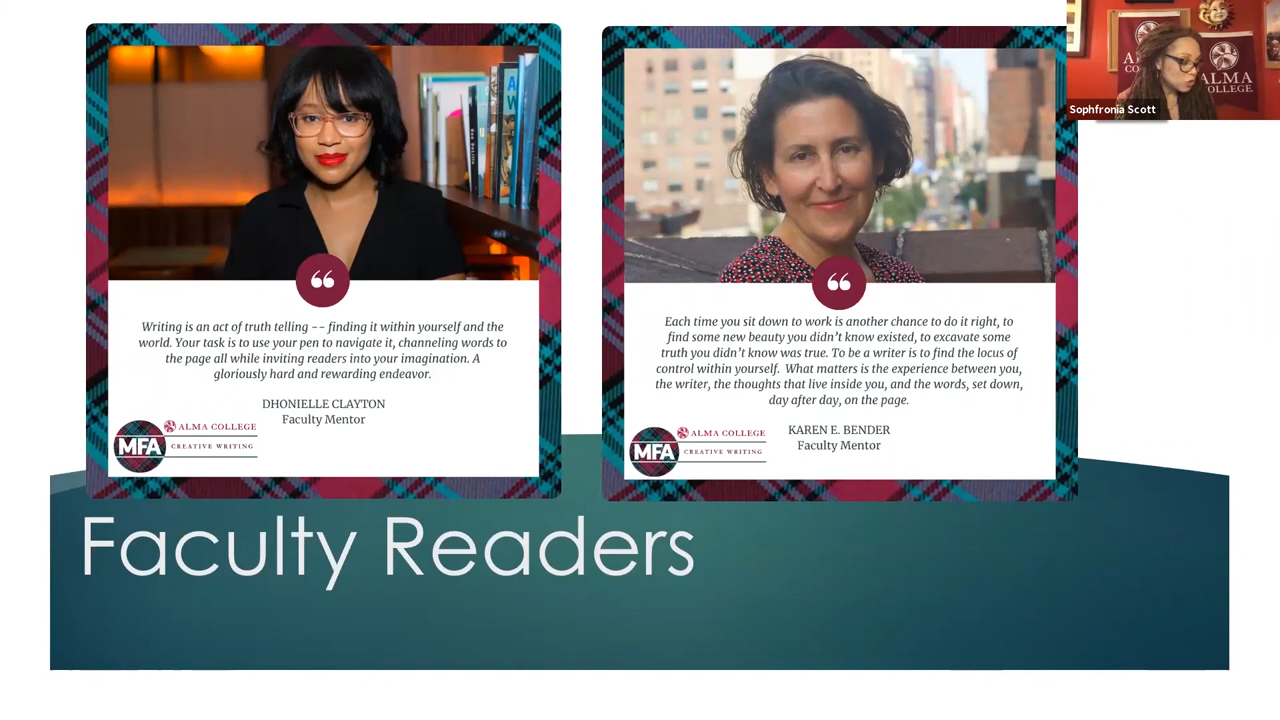 Writing is an act of truth telling -- finding it within yourself and the
world. Your task is to use your pen to navigate it, channeling words to
the page all while inviting readers into your imagination. A
gloriously hard and rewarding endeavor.
DHONIELLE CLAYTON
Faculty Mentor
MFA
ALMA COLLEGE
CREATIVE WRITING
Each time you sit down to work is another chance to do it right, to
find some new beauty you didn't know existed, to excavate some
truth you didn't know was true. To be a writer is to find the locus of
control within yourself. What matters is the experience between you,
the writer, the thoughts that live inside you, and the words, set down,
day after day, on the page.
KAREN E. BENDER
Faculty Mentor
MFA
ALMA COLLEGE
CREATIVE WRITING
Faculty Readers
ALMA
COLLEGE
Sophfronia Scott